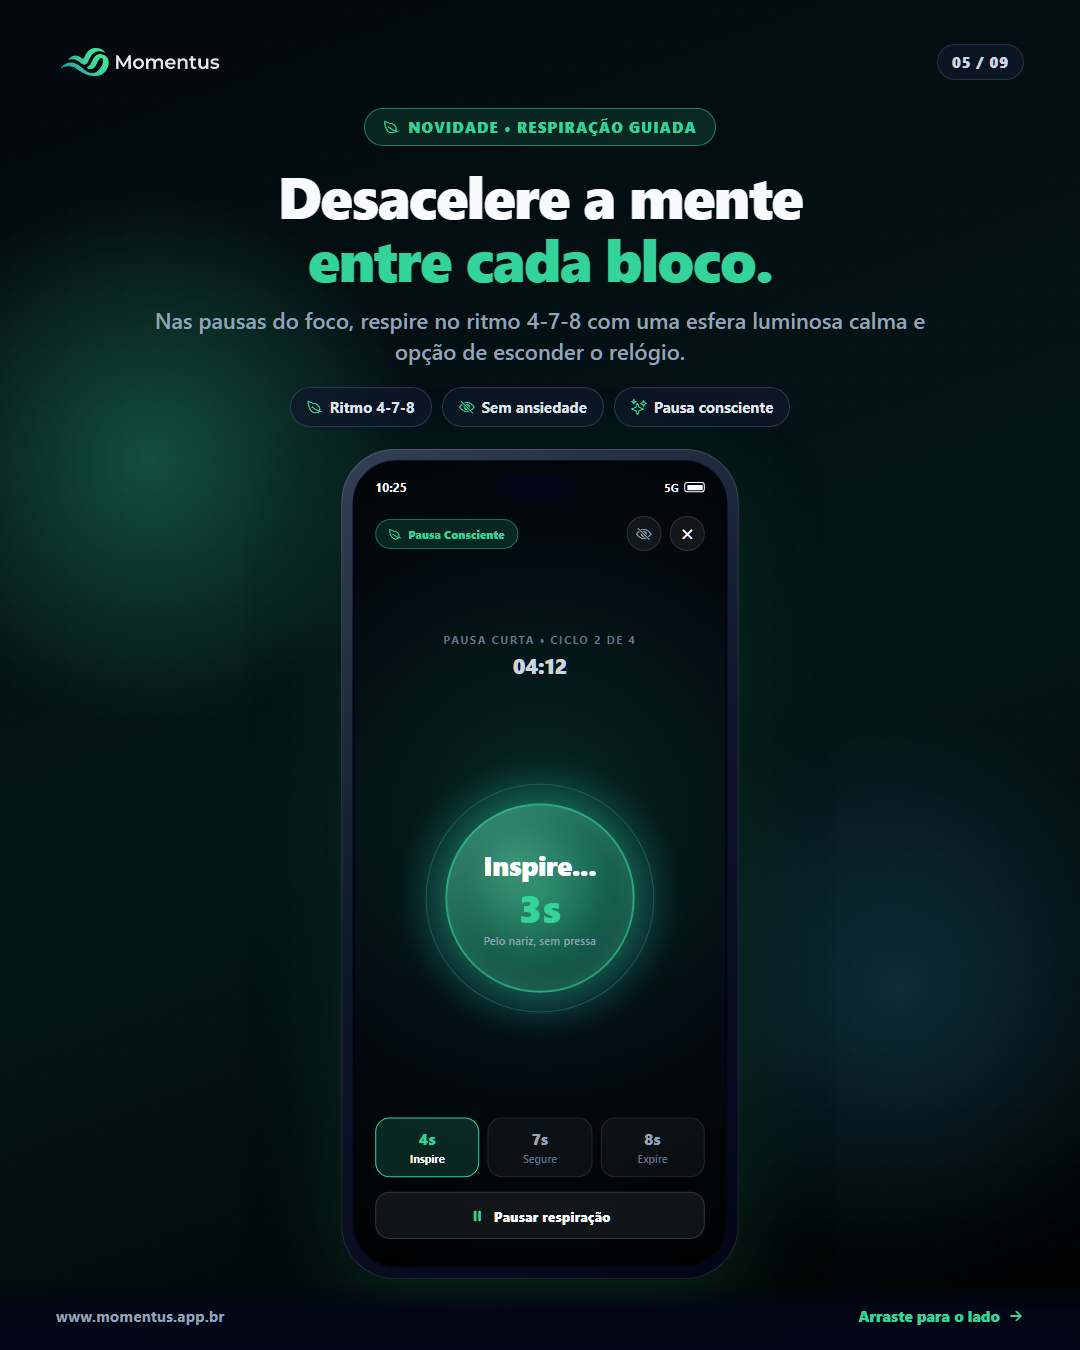 Momentus
05 / 09
NOVIDADE • RESPIRAÇÃO GUIADA
Desacelere a mente
entre cada bloco.
Nas pausas do foco, respire no ritmo 4-7-8 com uma esfera luminosa calma e
opção de esconder o relógio.
Ritmo 4-7-8
Sem ansiedade
Pausa consciente
10:25
5G
Pausa Consciente
PAUSA CURTA • CICLO 2 DE 4
04:12
Inspire...
3s
Pelo nariz, sem pressa
4s
Inspire
7s
Segure
8s
Expire
Pausar respiração
www.momentus.app.br
Arraste para o lado →